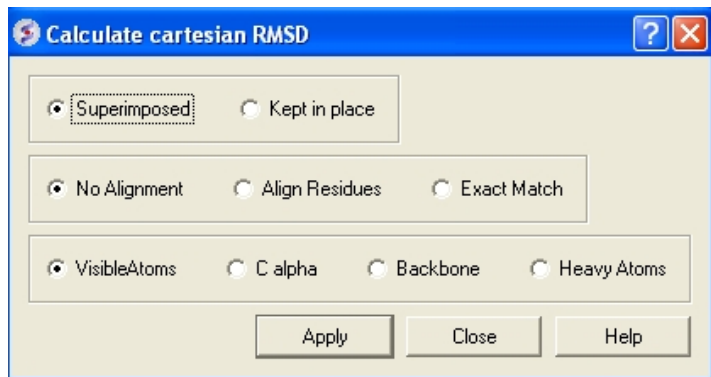 Calculate cartesian RMSD
Superimposed Kept in place
No Alignment Align Residues Exact Match
VisibleAtoms C alpha Backbone Heavy Atoms
Apply Close Help